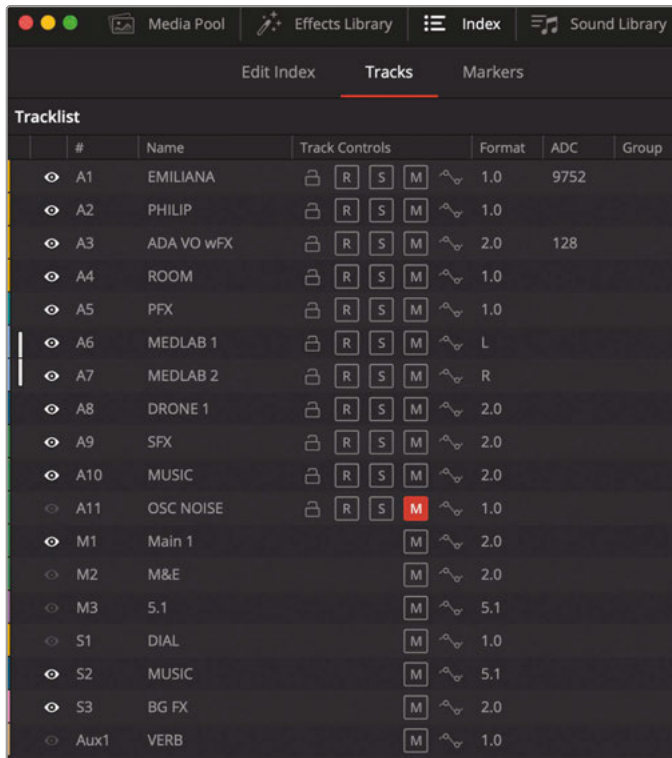 Media Pool Effects Library Index Sound Library
Edit Index Tracks Markers
Tracklist
# Name Track Controls Format ADC Group
A1 EMILIANA R S M 1.0 9752
A2 PHILIP R S M 1.0
A3 ADA VO wFX R S M 2.0 128
A4 ROOM R S M 1.0
A5 PFX R S M 1.0
A6 MEDLAB 1 R S M L
A7 MEDLAB 2 R S M R
A8 DRONE 1 R S M 2.0
A9 SFX R S M 2.0
A10 MUSIC R S M 2.0
A11 OSC NOISE R S M 1.0
M1 Main 1 M 2.0
M2 M&E M 2.0
M3 5.1 M 5.1
S1 DIAL M 1.0
S2 MUSIC M 5.1
S3 BG FX M 2.0
Aux1 VERB M 1.0